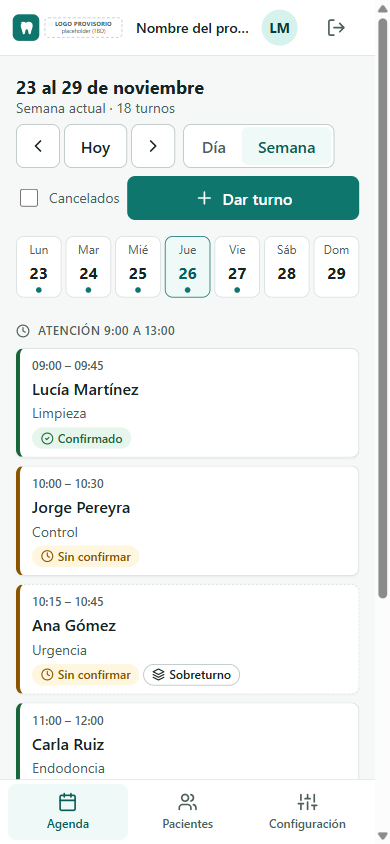 LOGO PROVISORIO
placeholder (180)
Nombre del pro...
LM
23 al 29 de noviembre
Semana actual · 18 turnos
Hoy
Día
Semana
Cancelados
Dar turno
Lun Mar Mié Jue Vie Sáb Dom
23 24 25 26 27 28 29
ATENCIÓN 9:00 A 13:00
09:00 – 09:45
Lucía Martínez
Limpieza
Confirmado
10:00 – 10:30
Jorge Pereyra
Control
Sin confirmar
10:15 – 10:45
Ana Gómez
Urgencia
Sin confirmar Sobreturno
11:00 – 12:00
Carla Ruiz
Endodoncia
Agenda Pacientes Configuración